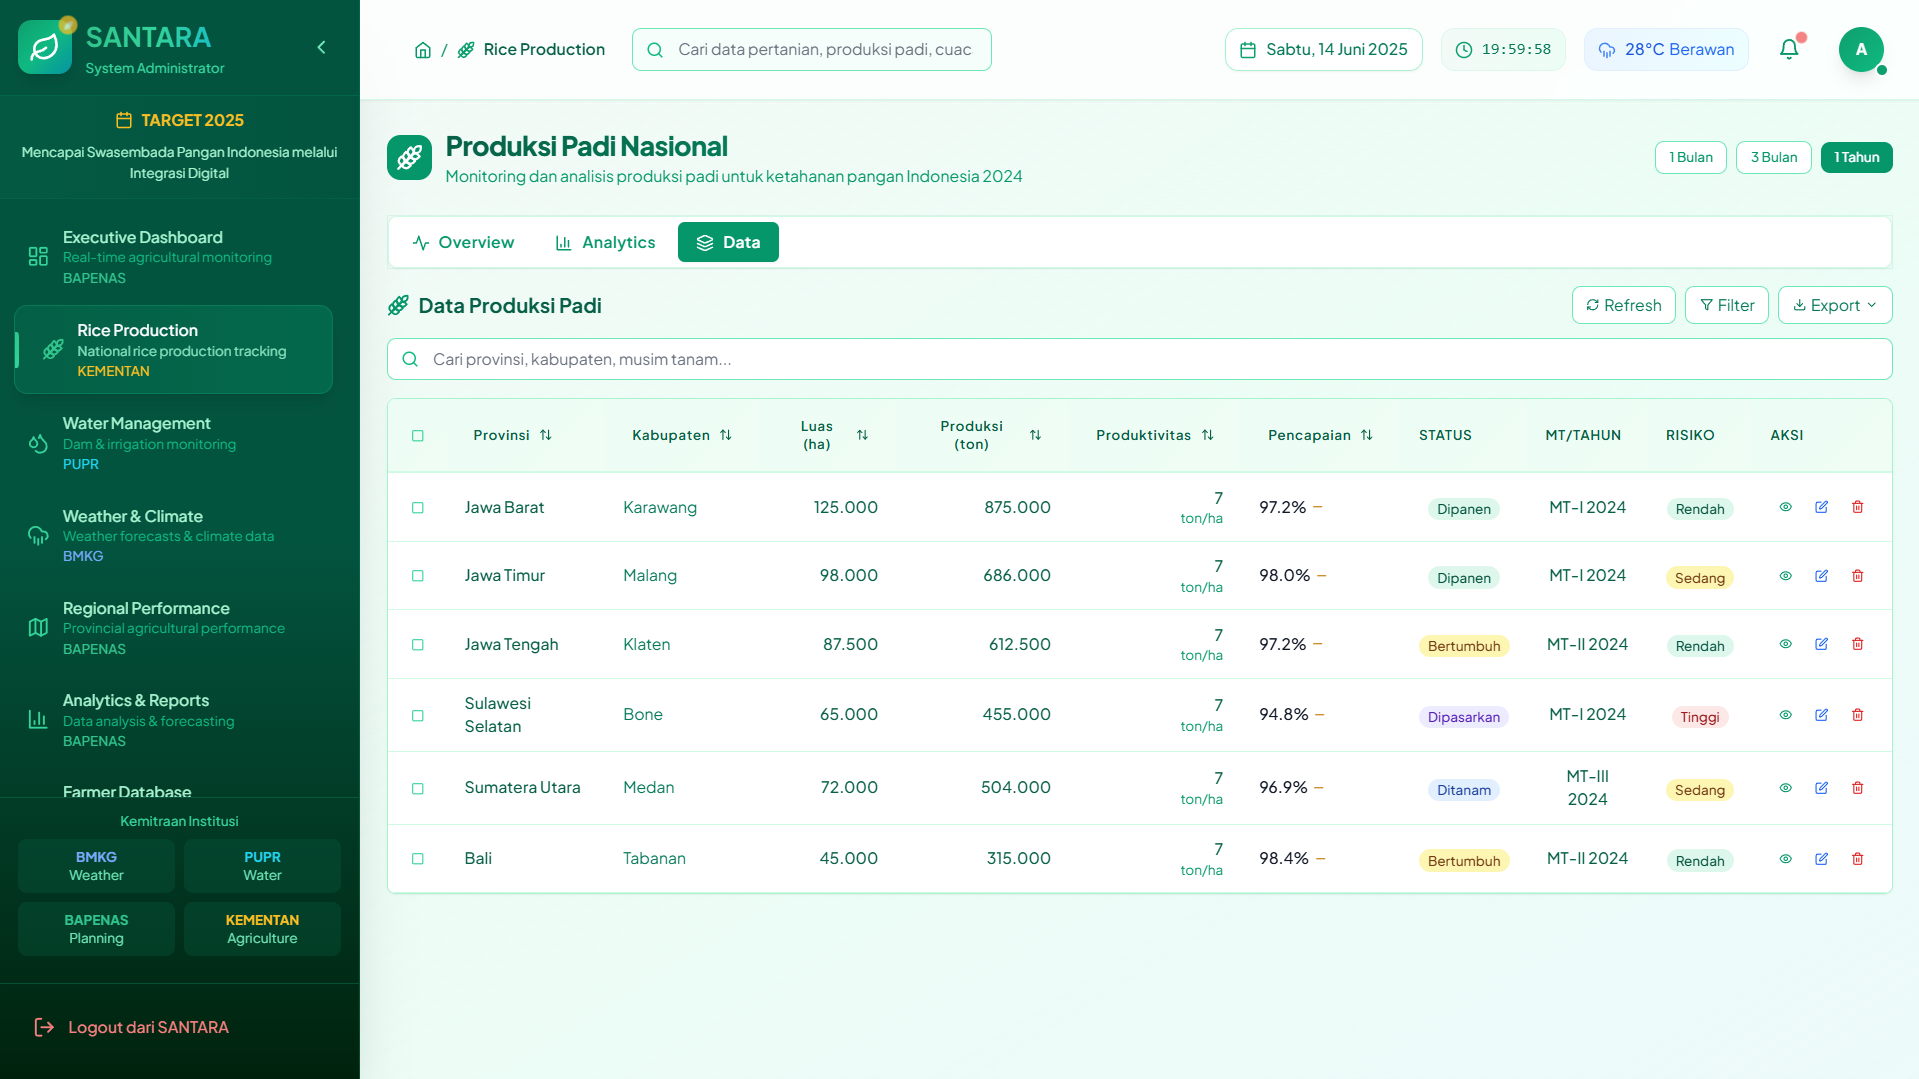 SANTARA
System Administrator
TARGET 2025
Mencapai Swasembada Pangan Indonesia melalui
Integrasi Digital
Executive Dashboard
Real-time agricultural monitoring
BAPENAS
Rice Production
National rice production tracking
KEMENTAN
Water Management
Dam & irrigation monitoring
PUPR
Weather & Climate
Weather forecasts & climate data
BMKG
Regional Performance
Provincial agricultural performance
BAPENAS
Analytics & Reports
Data analysis & forecasting
BAPENAS
Farmer Database
Kemitraan Institusi
BMKG
Weather
PUPR
Water
BAPENAS
Planning
KEMENTAN
Agriculture
Logout dari SANTARA
/ Rice Production
Cari data pertanian, produksi padi, cuac
Sabtu, 14 Juni 2025
19:59:58
28°C Berawan
A
Produksi Padi Nasional
Monitoring dan analisis produksi padi untuk ketahanan pangan Indonesia 2024
1 Bulan
3 Bulan
1 Tahun
Overview
Analytics
Data
Data Produksi Padi
Refresh
Filter
Export
Cari provinsi, kabupaten, musim tanam...
Provinsi
Kabupaten
Luas
(ha)
Produksi
(ton)
Produktivitas
Pencapaian
STATUS
MT/TAHUN
RISIKO
AKSI
Jawa Barat
Karawang
125.000
875.000
7
ton/ha
97.2%
Dipanen
MT-I 2024
Rendah
Jawa Timur
Malang
98.000
686.000
7
ton/ha
98.0%
Dipanen
MT-I 2024
Sedang
Jawa Tengah
Klaten
87.500
612.500
7
ton/ha
97.2%
Bertumbuh
MT-II 2024
Rendah
Sulawesi
Selatan
Bone
65.000
455.000
7
ton/ha
94.8%
Dipasarkan
MT-I 2024
Tinggi
Sumatera Utara
Medan
72.000
504.000
7
ton/ha
96.9%
Ditanam
MT-III
2024
Sedang
Bali
Tabanan
45.000
315.000
7
ton/ha
98.4%
Bertumbuh
MT-II 2024
Rendah